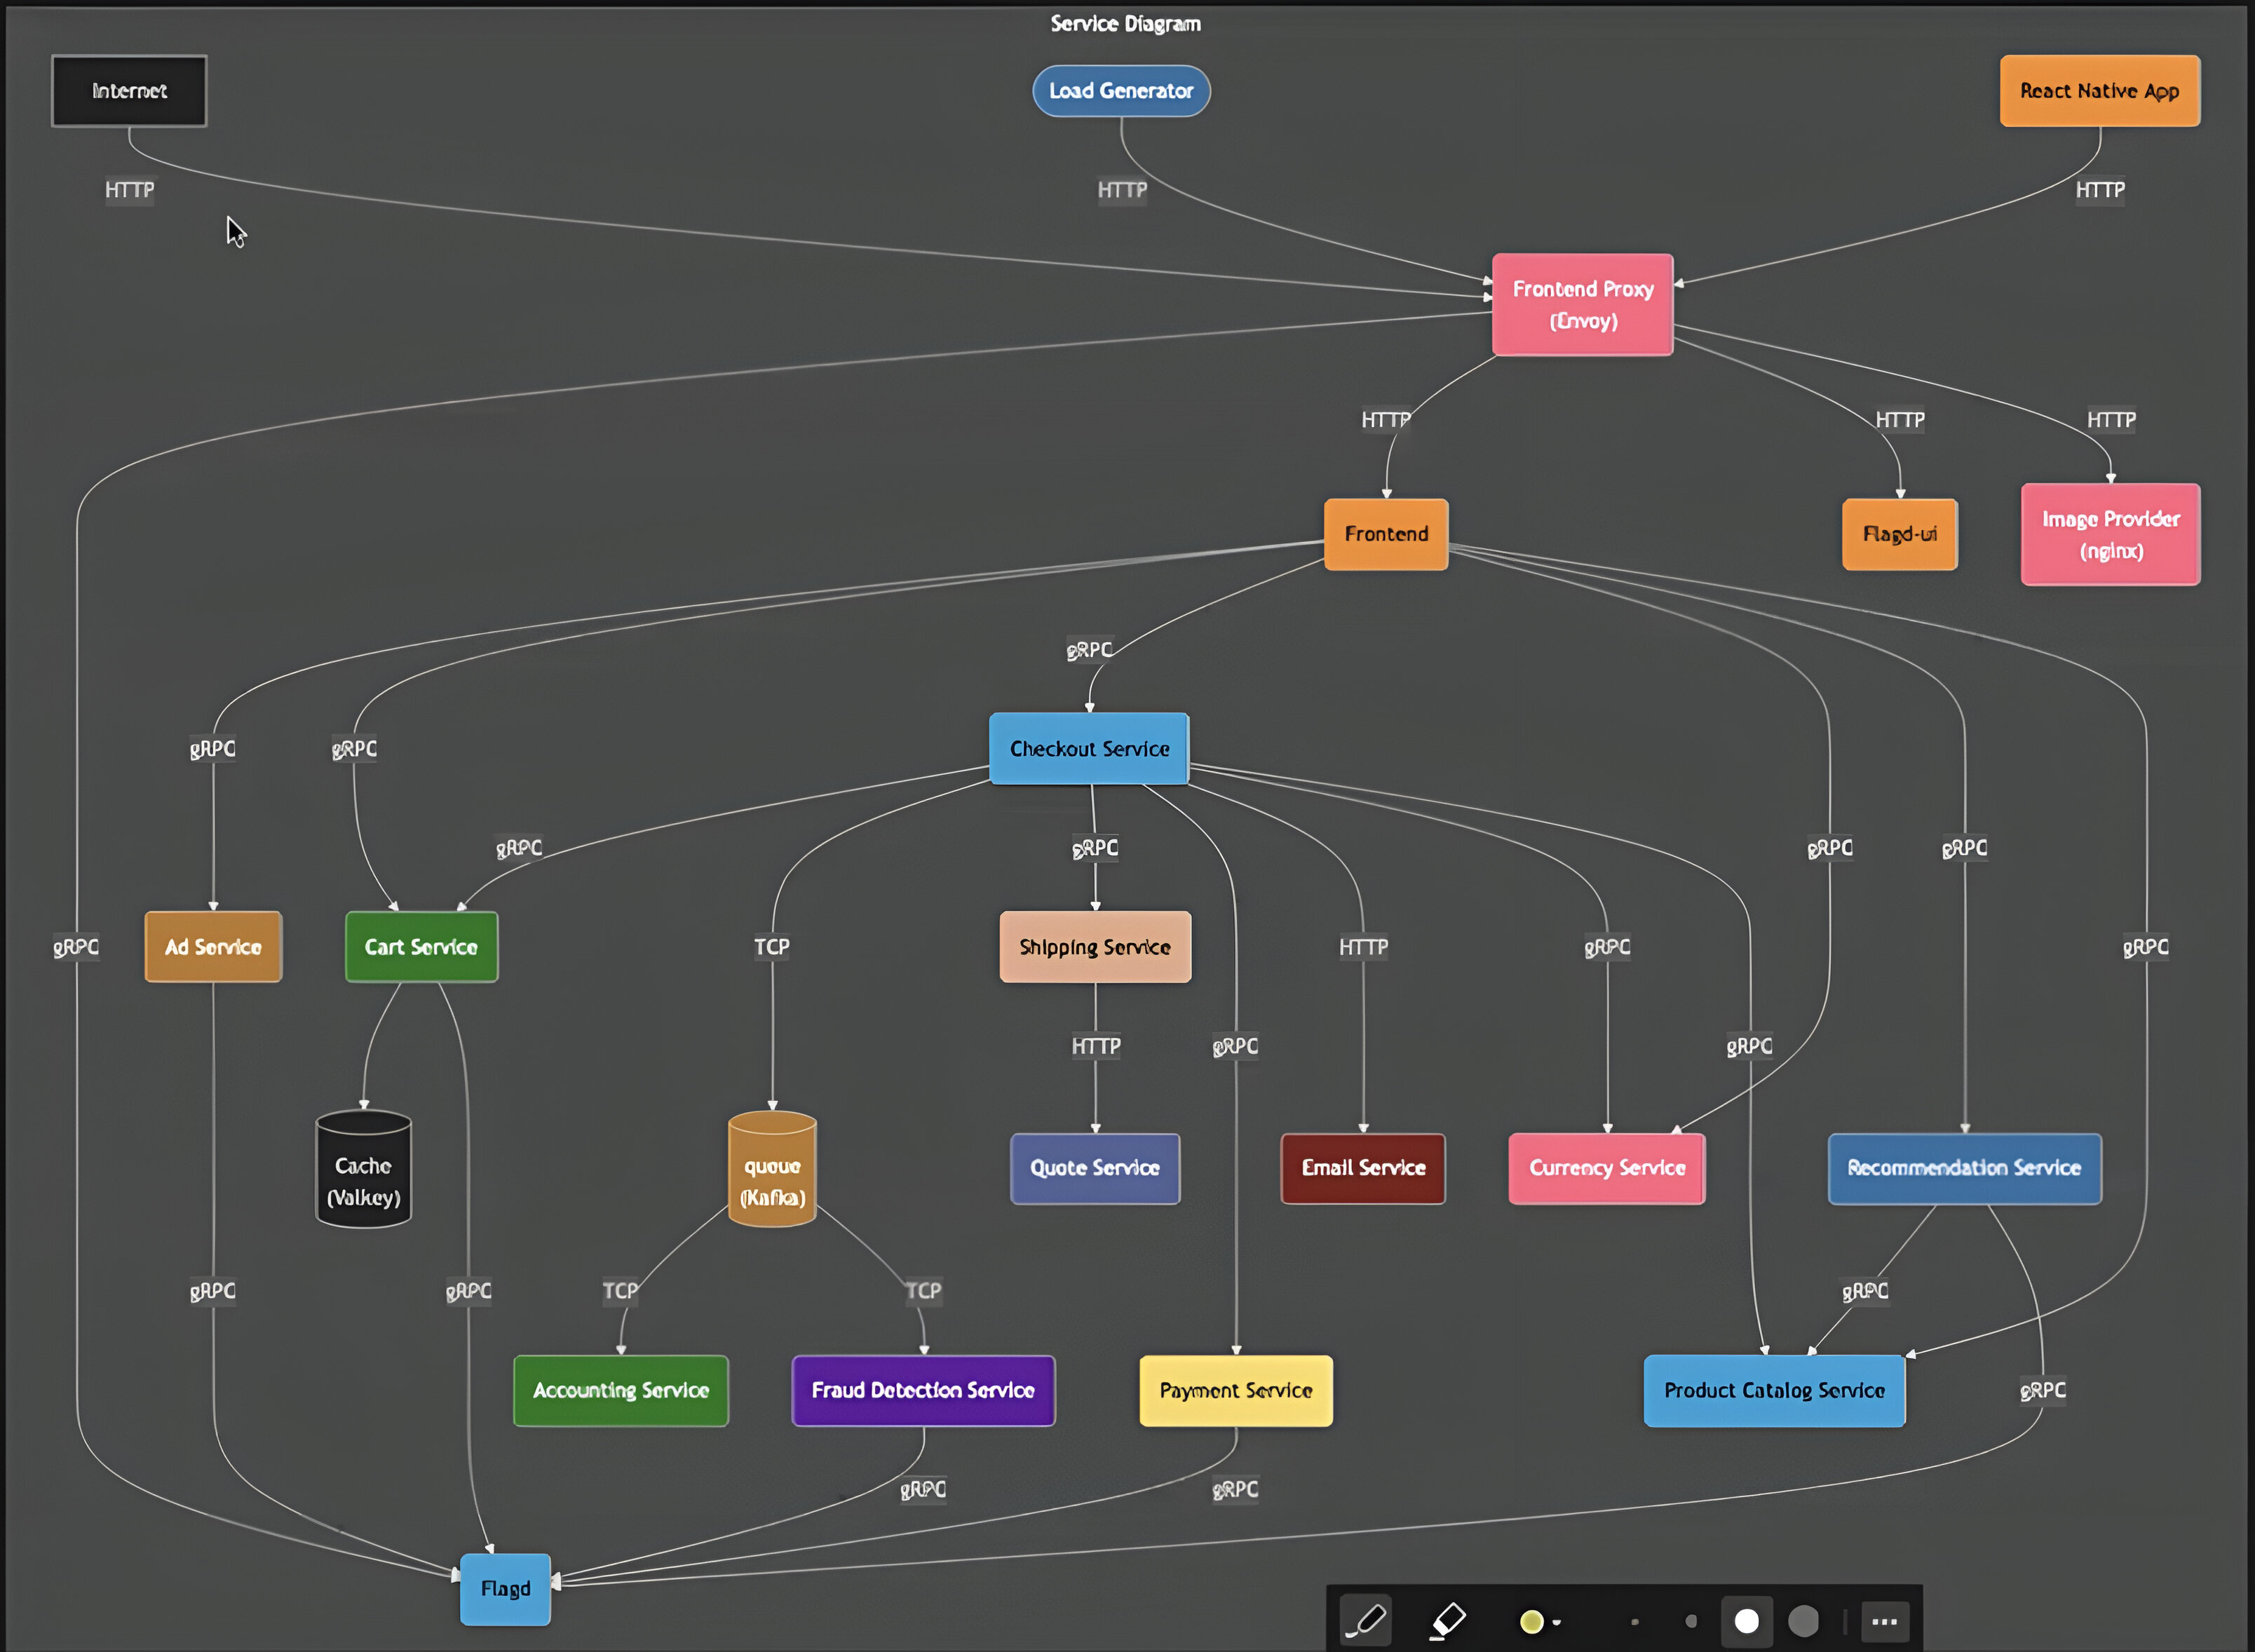 Service Diagram
Internet
Load Generator
React Native App
HTTP
HTTP
HTTP
Frontend Proxy
(Envoy)
HTTP
HTTP
HTTP
Frontend
Flagd-ui
Image Provider
(nginx)
gRPC
Checkout Service
gRPC
gRPC
gRPC
gRPC
gRPC
gRPC
gRPC
gRPC
Ad Service
Cart Service
TCP
Shipping Service
HTTP
gRPC
gRPC
HTTP
gRPC
gRPC
Cache
(Valkey)
queue
(Kafka)
Quote Service
Email Service
Currency Service
Recommendation Service
gRPC
gRPC
TCP
TCP
gRPC
Accounting Service
Fraud Detection Service
Payment Service
Product Catalog Service
gRPC
gRPC
gRPC
Flagd